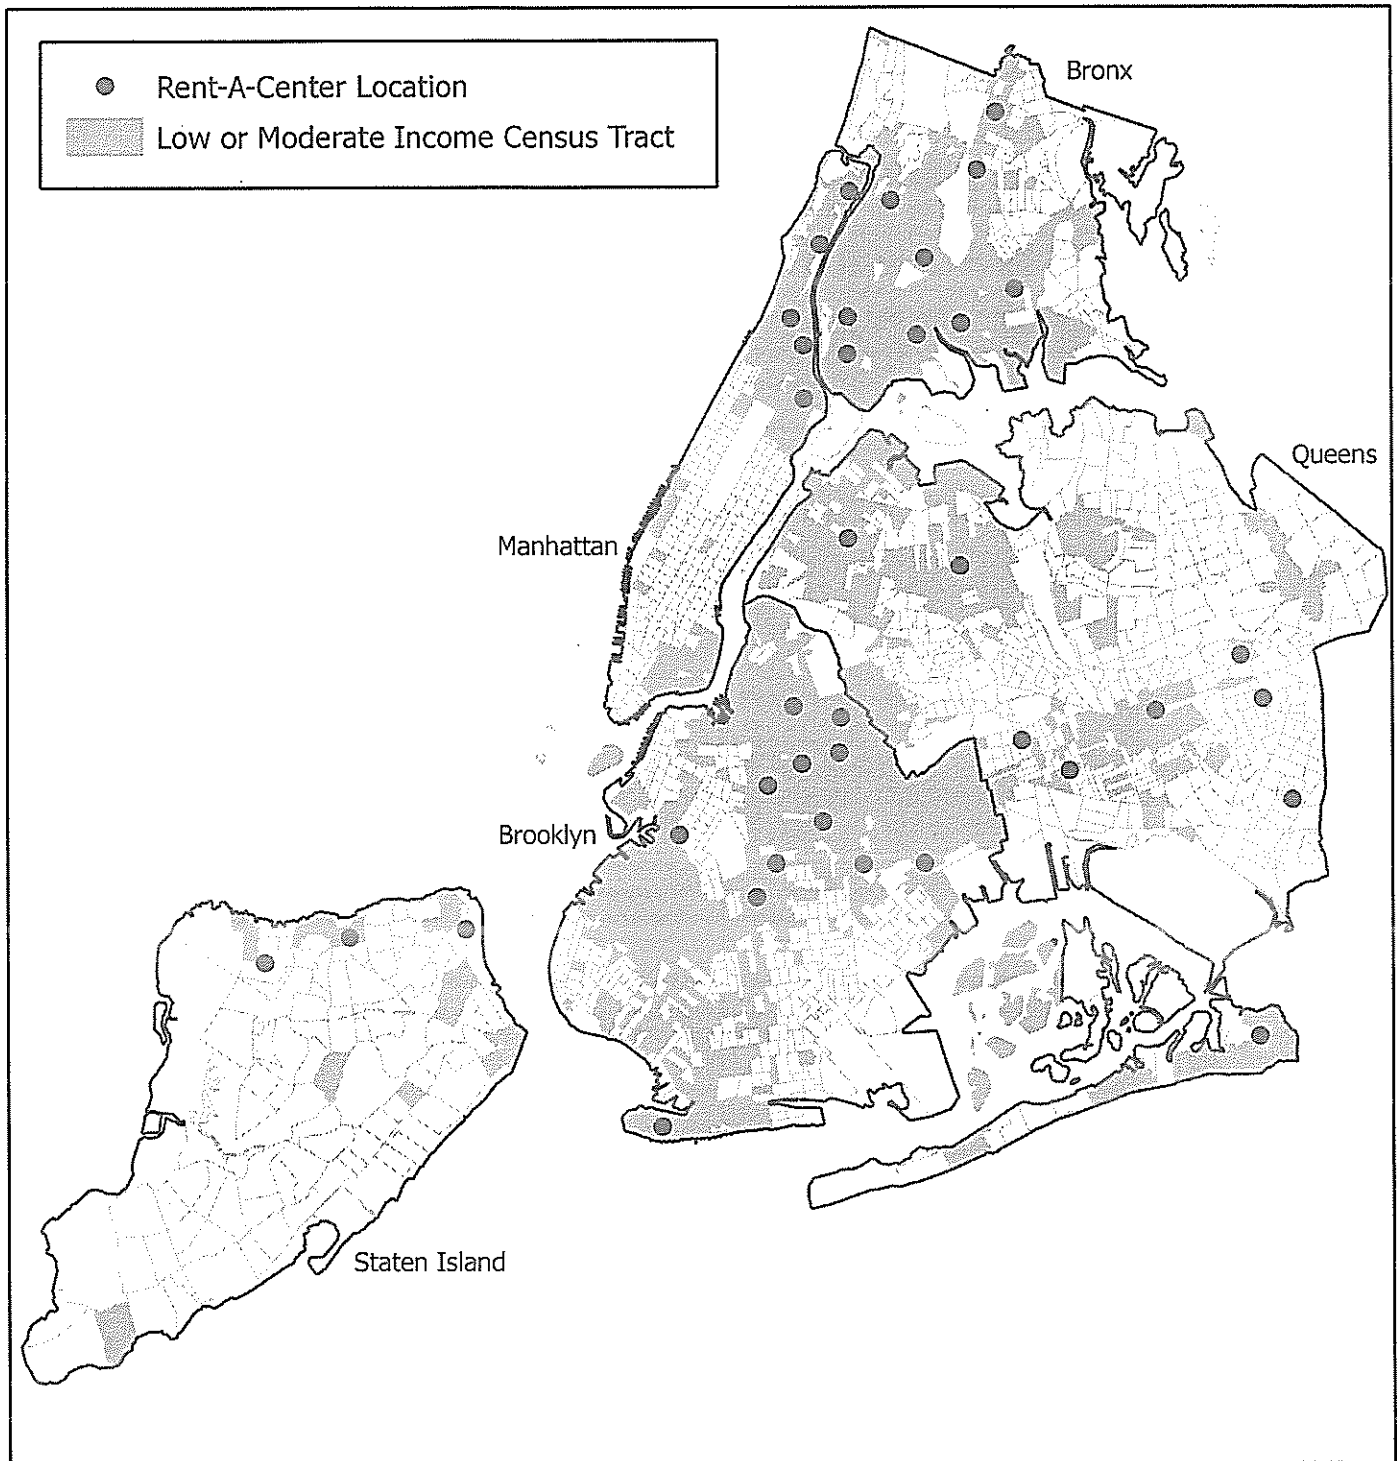 Rent-A-Center Location
Low or Moderate Income Census Tract
Bronx
Queens
Manhattan
Brooklyn
Staten Island